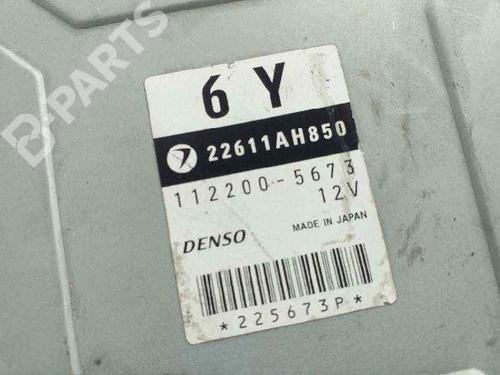 B-PARTS
6 Y
22611AH850
112200-5673
12V
DENSO
MADE IN JAPAN
*225673P*